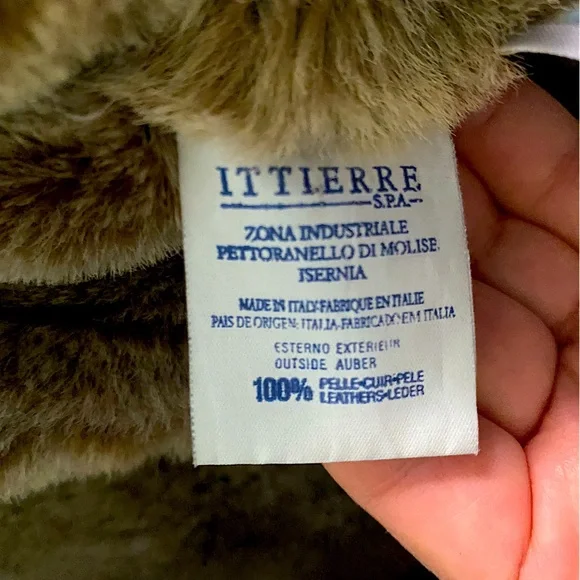 ITTIERRE
S.P.A.
ZONA INDUSTRIALE
PETTORANELLO DI MOLISE
ISERNIA
MADE IN ITALY-FABRIQUE EN ITALIE
PAIS DE ORIGEN: ITALIA-FABRICADO EM ITALIA
ESTERNO EXTERIEUR
OUTSIDE AUBER
100% PELLE-CUIR-PELE
LEATHERS-LEDER